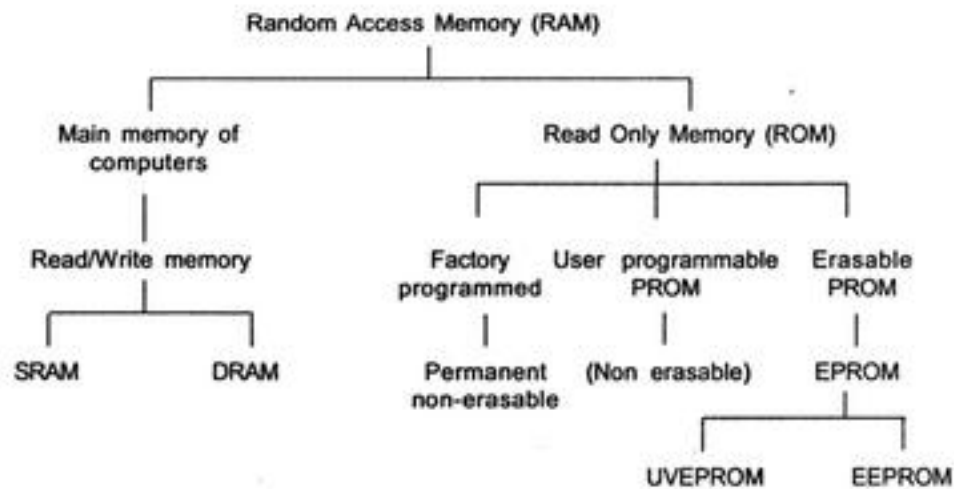 Random Access Memory (RAM)
Main memory of
computers
Read Only Memory (ROM)
Read/Write memory
Factory
programmed
User programmable
PROM
Erasable
PROM
SRAM
DRAM
Permanent
non-erasable
(Non erasable)
EPROM
UVEPROM
EEPROM